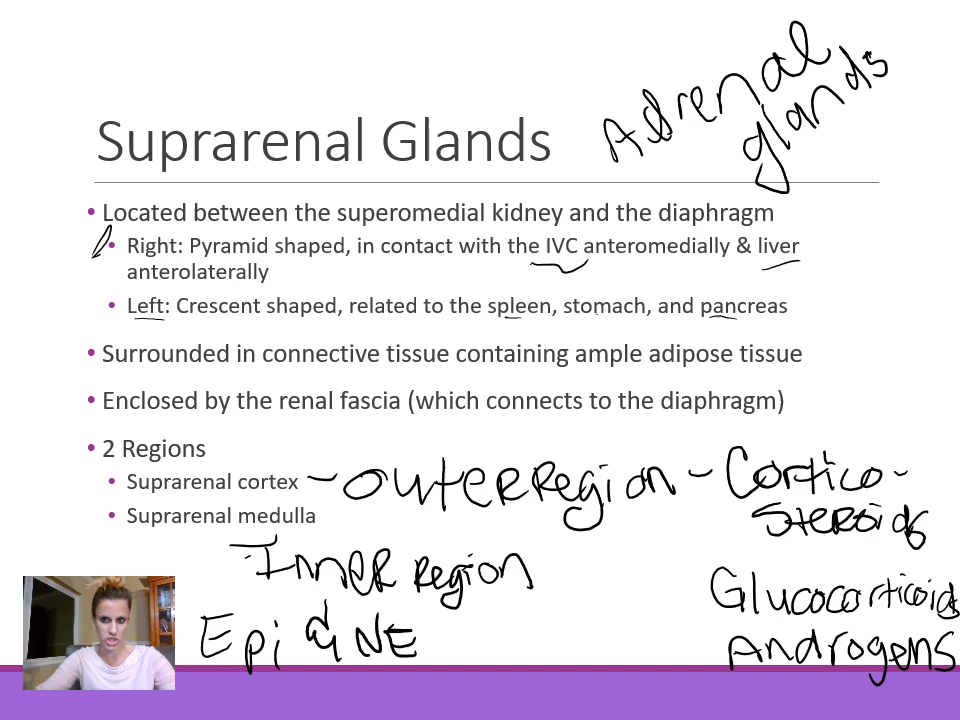 Adrenal
glands
Suprarenal Glands
• Located between the superomedial kidney and the diaphragm
• Right: Pyramid shaped, in contact with the IVC anteromedially & liver
anterolaterally
• Left: Crescent shaped, related to the spleen, stomach, and pancreas
• Surrounded in connective tissue containing ample adipose tissue
• Enclosed by the renal fascia (which connects to the diaphragm)
• 2 Regions
• Suprarenal cortex - outer Region - Cortico-
steroids
• Suprarenal medulla
Inner Region
Glucocorticoids
Epi & NE
Androgens